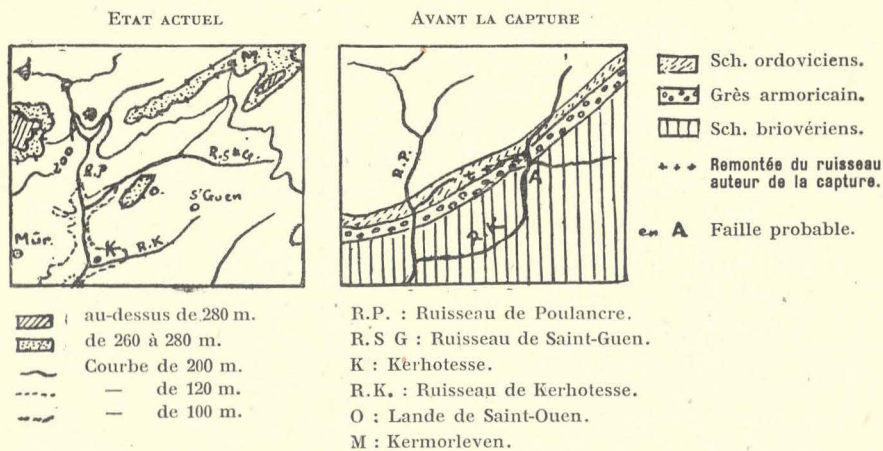 ETAT ACTUEL
AVANT LA CAPTURE
M
200
R.P
R.S G.
O.
St Guen
Mûr.
K
R.K
R.P.
A
R K
Sch. ordoviciens.
Grès armoricain.
Sch. briovériens.
Remontée du ruisseau
auteur de la capture.
en A Faille probable.
au-dessus de 280 m.
de 260 à 280 m.
Courbe de 200 m.
— de 120 m.
— de 100 m.
R.P. : Ruisseau de Poulancre.
R.S G : Ruisseau de Saint-Guen.
K : Kerhotesse.
R.K. : Ruisseau de Kerhotesse.
O : Lande de Saint-Ouen.
M : Kermorleven.